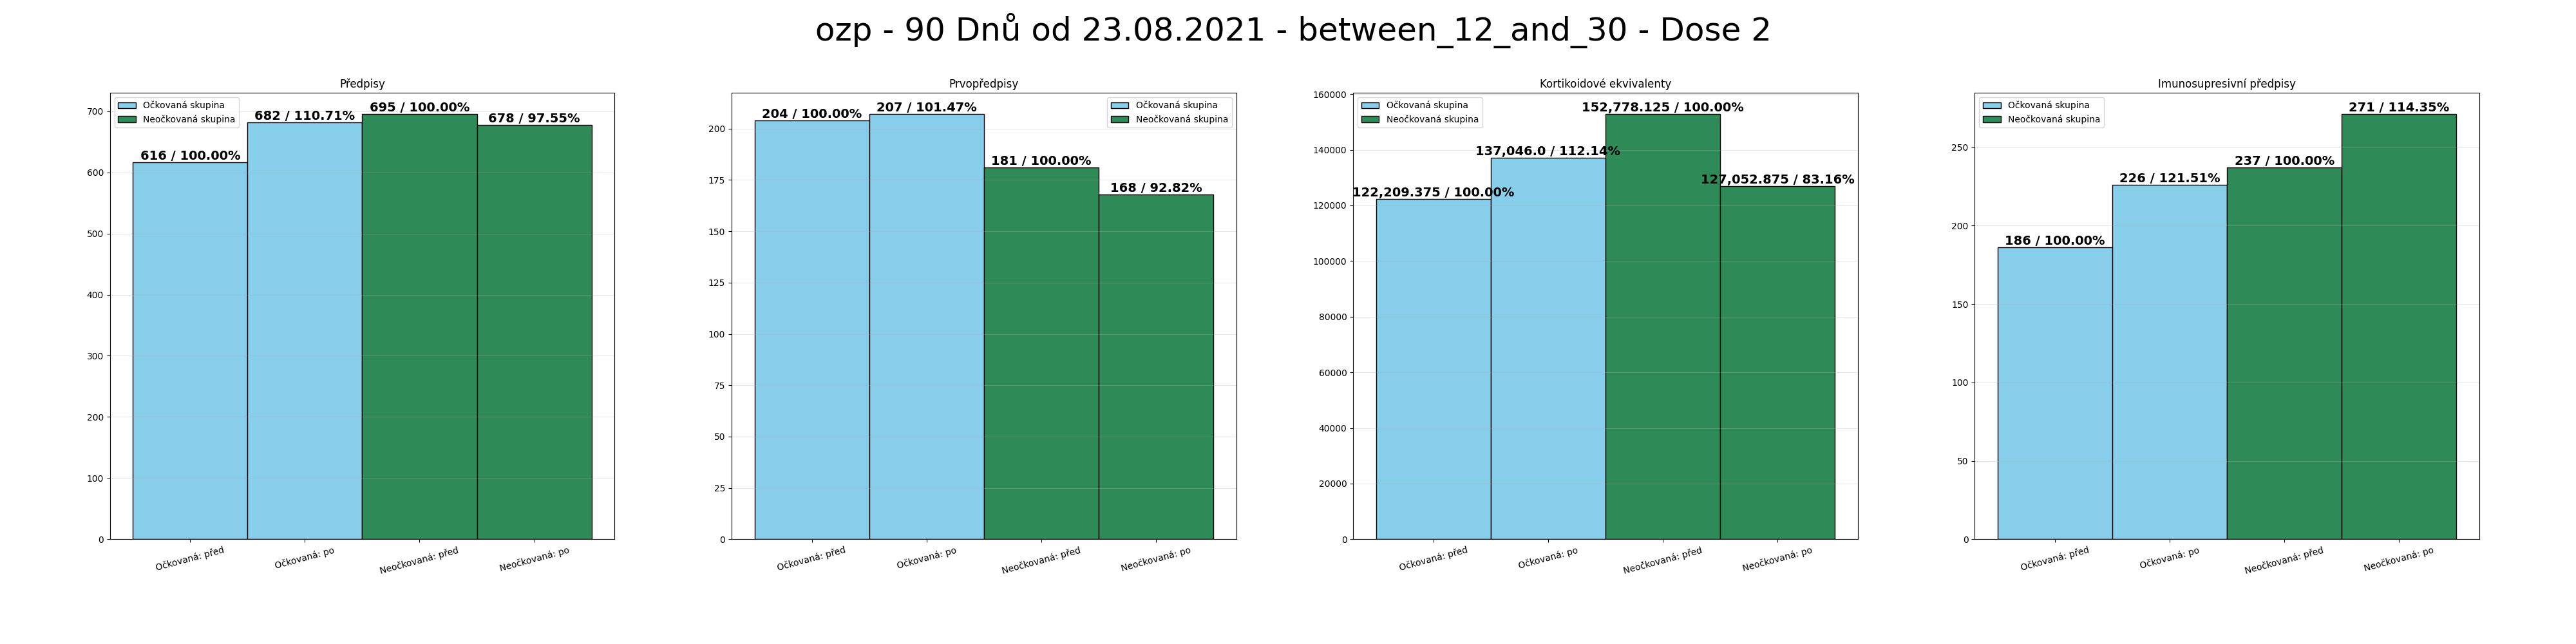 ozp - 90 Dnů od 23.08.2021 - between_12_and_30 - Dose 2
Předpisy
Očkovaná skupina
Neočkovaná skupina
616 / 100.00%
682 / 110.71%
695 / 100.00%
678 / 97.55%
700
600
500
400
300
200
100
0
Očkovaná: před
Očkovaná: po
Neočkovaná: před
Neočkovaná: po
Prvopředpisy
Očkovaná skupina
Neočkovaná skupina
204 / 100.00%
207 / 101.47%
181 / 100.00%
168 / 92.82%
200
175
150
125
100
75
50
25
0
Očkovaná: před
Očkovaná: po
Neočkovaná: před
Neočkovaná: po
Kortikoidové ekvivalenty
Očkovaná skupina
Neočkovaná skupina
122,209.375 / 100.00%
137,046.0 / 112.14%
152,778.125 / 100.00%
127,052.875 / 83.16%
160000
140000
120000
100000
80000
60000
40000
20000
0
Očkovaná: před
Očkovaná: po
Neočkovaná: před
Neočkovaná: po
Imunosupresivní předpisy
Očkovaná skupina
Neočkovaná skupina
186 / 100.00%
226 / 121.51%
237 / 100.00%
271 / 114.35%
250
200
150
100
50
0
Očkovaná: před
Očkovaná: po
Neočkovaná: před
Neočkovaná: po